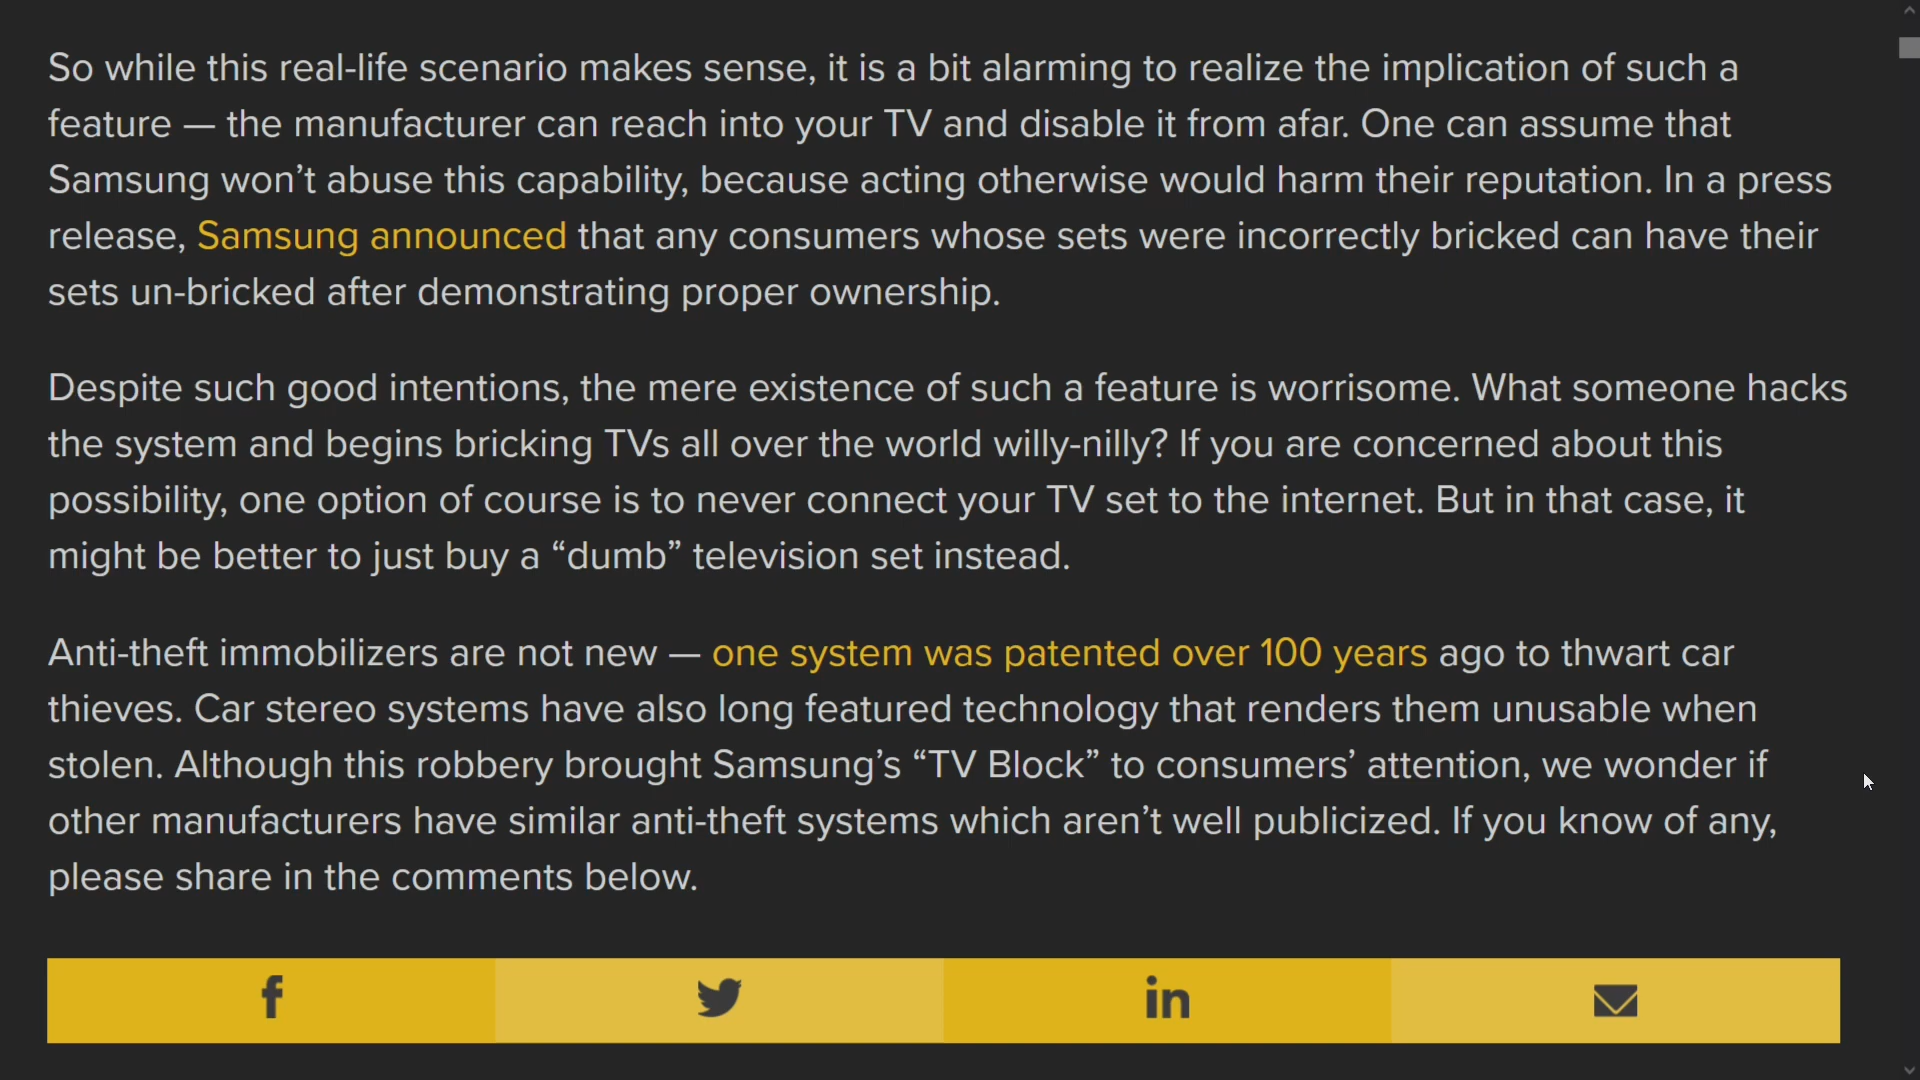 So while this real-life scenario makes sense, it is a bit alarming to realize the implication of such a
feature — the manufacturer can reach into your TV and disable it from afar. One can assume that
Samsung won’t abuse this capability, because acting otherwise would harm their reputation. In a press
release, Samsung announced that any consumers whose sets were incorrectly bricked can have their
sets un-bricked after demonstrating proper ownership.
Despite such good intentions, the mere existence of such a feature is worrisome. What someone hacks
the system and begins bricking TVs all over the world willy-nilly? If you are concerned about this
possibility, one option of course is to never connect your TV set to the internet. But in that case, it
might be better to just buy a “dumb” television set instead.
Anti-theft immobilizers are not new — one system was patented over 100 years ago to thwart car
thieves. Car stereo systems have also long featured technology that renders them unusable when
stolen. Although this robbery brought Samsung’s “TV Block” to consumers’ attention, we wonder if
other manufacturers have similar anti-theft systems which aren’t well publicized. If you know of any,
please share in the comments below.